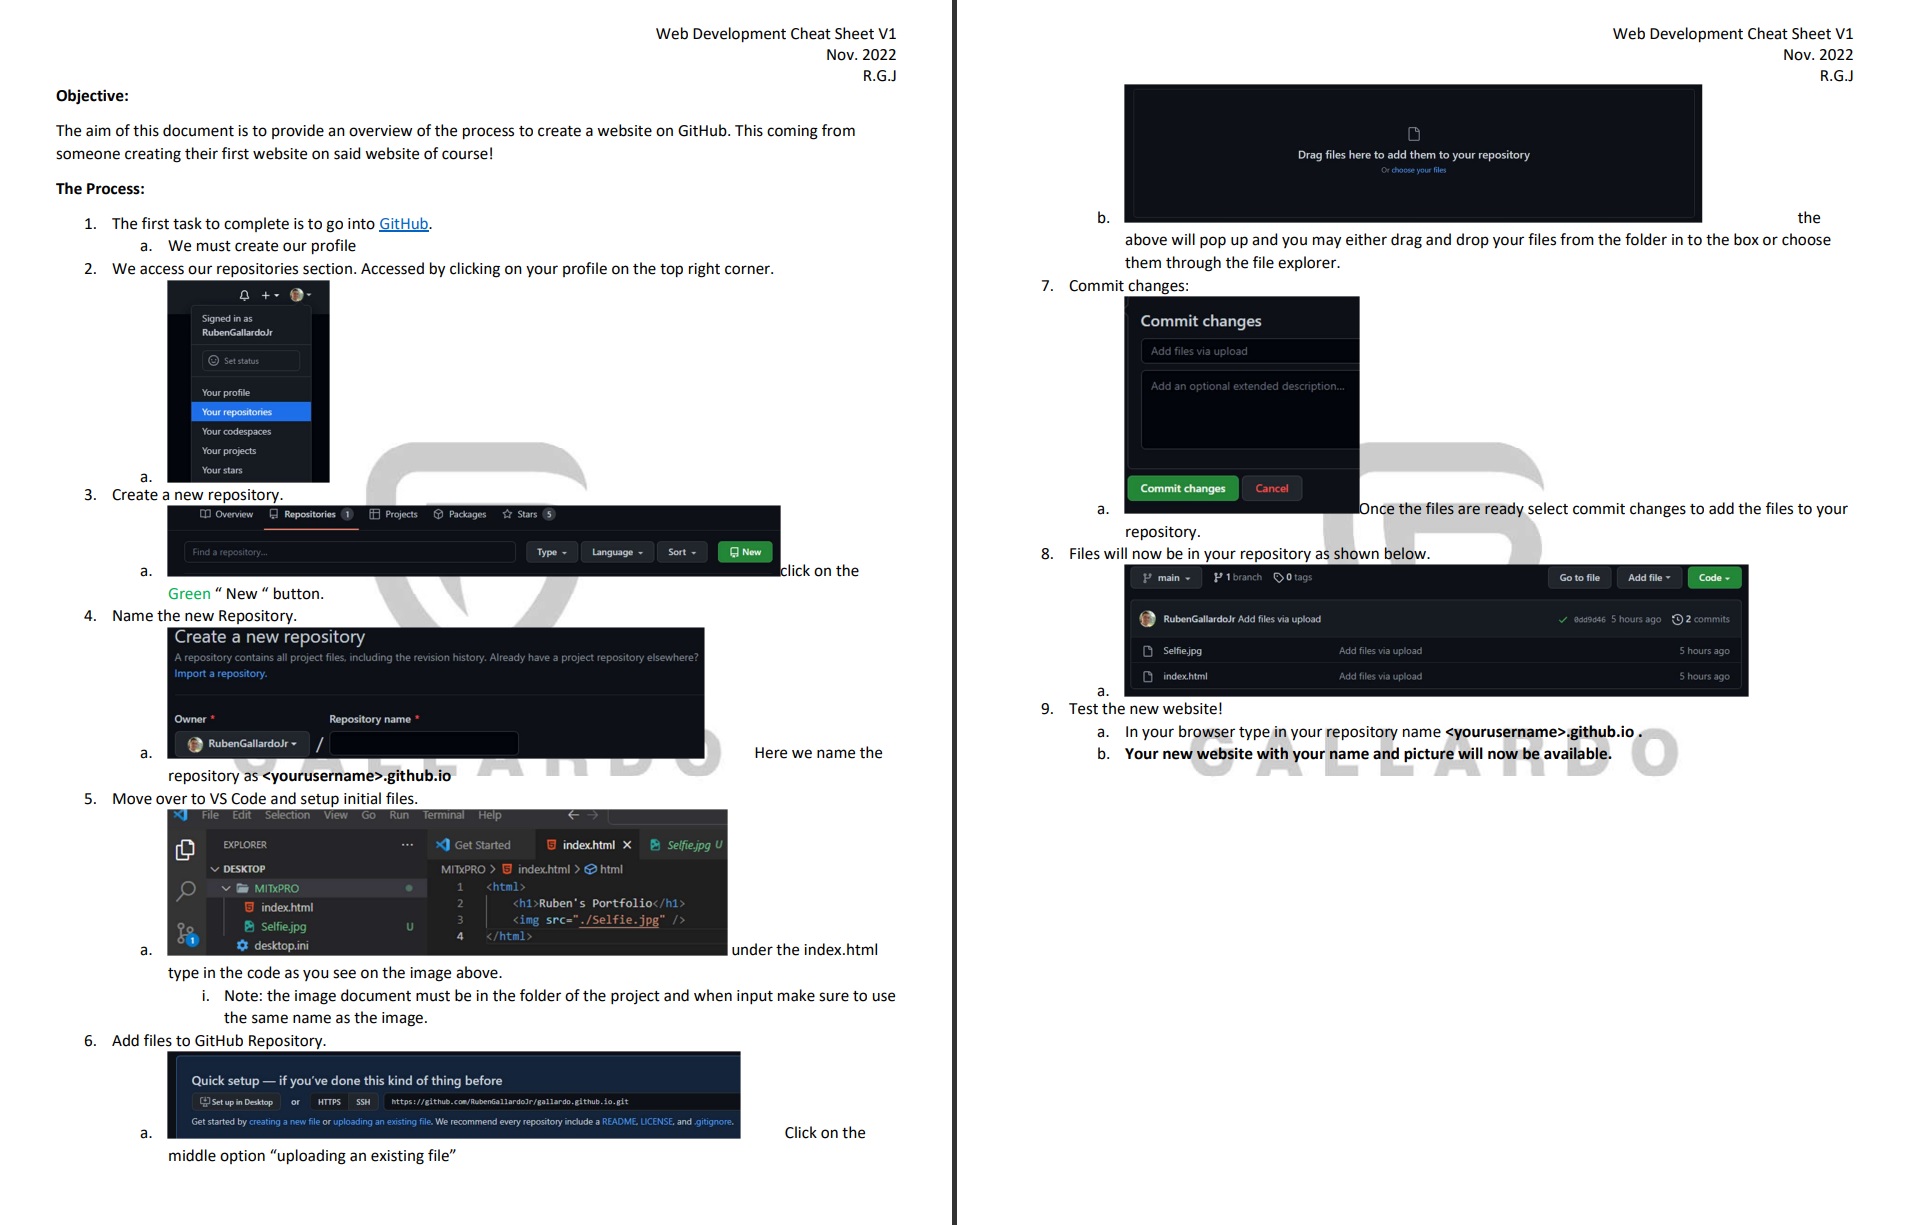 Web Development Cheat Sheet V1
Nov. 2022
R.G.J
Objective:
The aim of this document is to provide an overview of the process to create a website on GitHub. This coming from
someone creating their first website on said website of course!
The Process:
1. The first task to complete is to go into GitHub.
a. We must create our profile
2. We access our repositories section. Accessed by clicking on your profile on the top right corner.
Signed in as
RubenGallardoJr
Set status
Your profile
Your repositories
Your codespaces
Your projects
Your stars
a.
3. Create a new repository.
Overview Repositories 1 Projects Packages Stars 5
Find a repository... Type Language Sort New
a. click on the
Green “ New “ button.
4. Name the new Repository.
Create a new repository
A repository contains all project files, including the revision history. Already have a project repository elsewhere?
Import a repository.
Owner * Repository name *
RubenGallardoJr /
a. Here we name the
repository as <yourusername>.github.io
5. Move over to VS Code and setup initial files.
File Edit Selection View Go Run Terminal Help
EXPLORER ... Get Started index.html X Selfie.jpg U
DESKTOP MITxPRO > index.html > html
MITxPRO 1 <html>
index.html 2 <h1>Ruben's Portfolio</h1>
Selfie.jpg U 3 <img src="./Selfie.jpg" />
1 desktop.ini 4 </html>
a. under the index.html
type in the code as you see on the image above.
i. Note: the image document must be in the folder of the project and when input make sure to use
the same name as the image.
6. Add files to GitHub Repository.
Quick setup — if you've done this kind of thing before
Set up in Desktop or HTTPS SSH https://github.com/RubenGallardoJr/gallardo.github.io.git
Get started by creating a new file or uploading an existing file. We recommend every repository include a README, LICENSE, and .gitignore.
a. Click on the
middle option “uploading an existing file”
GALLARDO
Web Development Cheat Sheet V1
Nov. 2022
R.G.J
Drag files here to add them to your repository
Or choose your files
b. the
above will pop up and you may either drag and drop your files from the folder in to the box or choose
them through the file explorer.
7. Commit changes:
Commit changes
Add files via upload
Add an optional extended description...
Commit changes Cancel
a. Once the files are ready select commit changes to add the files to your
repository.
8. Files will now be in your repository as shown below.
main 1 branch 0 tags Go to file Add file Code
RubenGallardoJr Add files via upload 0dd9d46 5 hours ago 2 commits
Selfie.jpg Add files via upload 5 hours ago
index.html Add files via upload 5 hours ago
a.
9. Test the new website!
a. In your browser type in your repository name <yourusername>.github.io .
b. Your new website with your name and picture will now be available.
GALLARDO